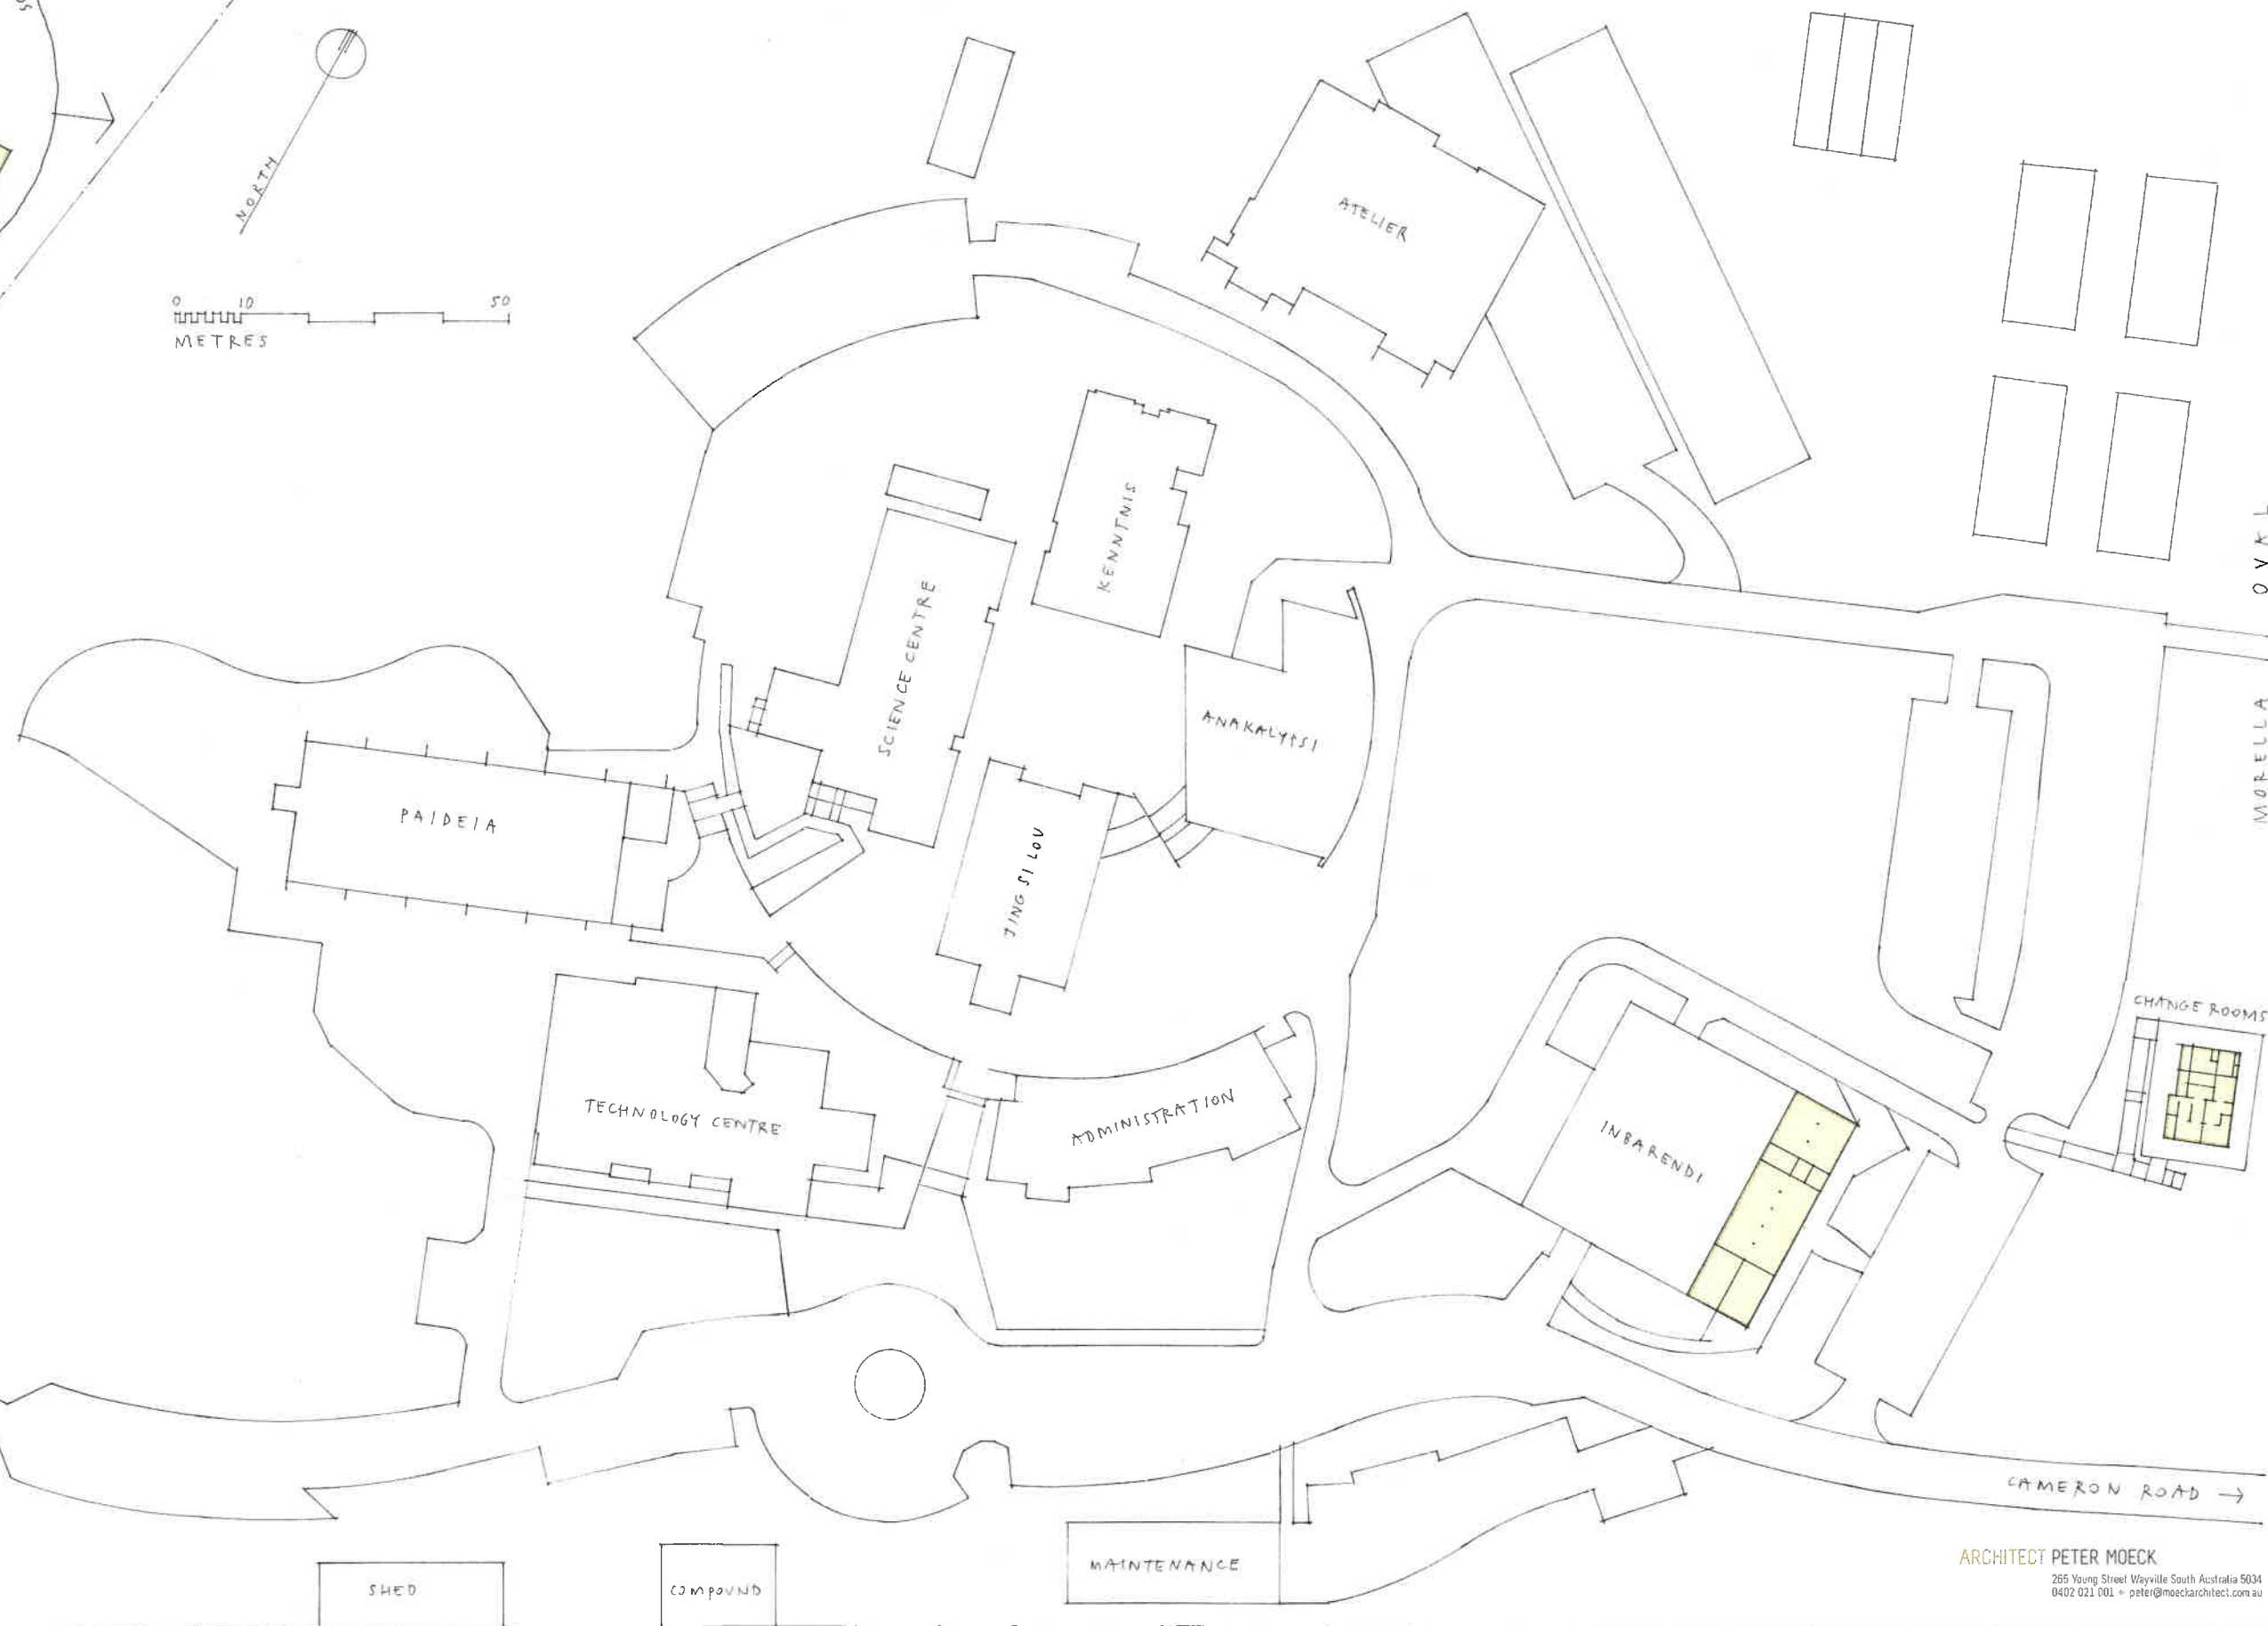 NORTH
0 10 50
METRES
ATELIER
KENNTNIS
SCIENCE CENTRE
ANAKALYPSI
PAIDEIA
JING SI LOU
MORELLA OVAL
CHANGE ROOMS
TECHNOLOGY CENTRE
ADMINISTRATION
INBARENDI
CAMERON ROAD →
MAINTENANCE
SHED
COMPOUND
ARCHITECT PETER MOECK
265 Young Street Wayville South Australia 5034
0402 021 001 • peter@moeckarchitect.com.au